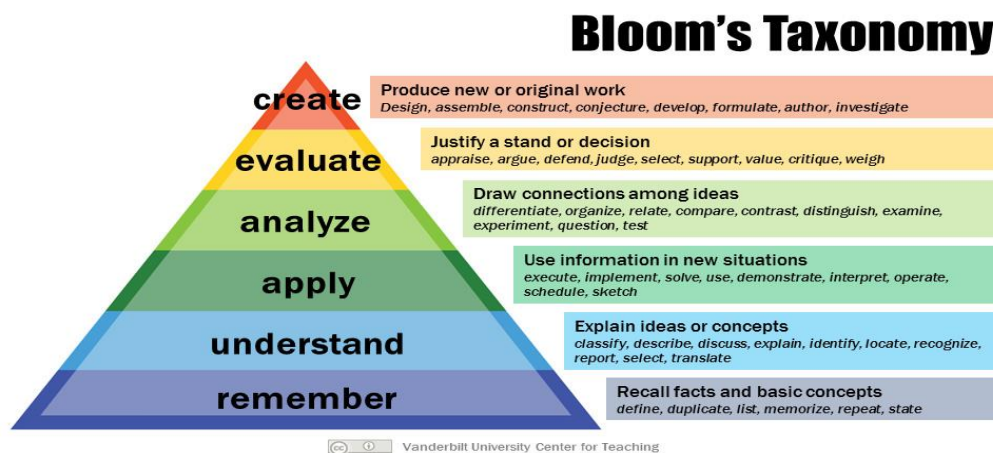 Bloom's Taxonomy
create
Produce new or original work
Design, assemble, construct, conjecture, develop, formulate, author, investigate
evaluate
Justify a stand or decision
appraise, argue, defend, judge, select, support, value, critique, weigh
analyze
Draw connections among ideas
differentiate, organize, relate, compare, contrast, distinguish, examine,
experiment, question, test
apply
Use information in new situations
execute, implement, solve, use, demonstrate, interpret, operate,
schedule, sketch
understand
Explain ideas or concepts
classify, describe, discuss, explain, identify, locate, recognize,
report, select, translate
remember
Recall facts and basic concepts
define, duplicate, list, memorize, repeat, state
cc Vanderbilt University Center for Teaching